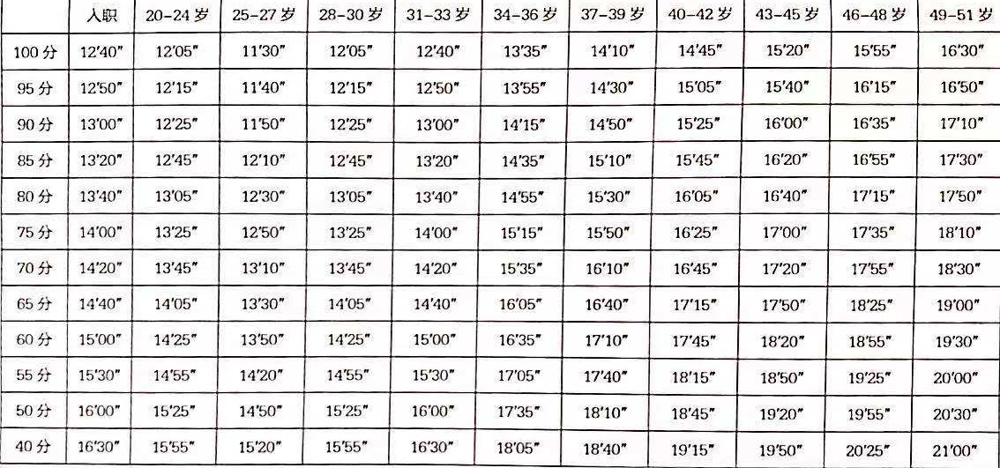 入职 20-24岁 25-27岁 28-30岁 31-33岁 34-36岁 37-39岁 40-42岁 43-45岁 46-48岁 49-51岁
100分 12′40″ 12′05″ 11′30″ 12′05″ 12′40″ 13′35″ 14′10″ 14′45″ 15′20″ 15′55″ 16′30″
95分 12′50″ 12′15″ 11′40″ 12′15″ 12′50″ 13′55″ 14′30″ 15′05″ 15′40″ 16′15″ 16′50″
90分 13′00″ 12′25″ 11′50″ 12′25″ 13′00″ 14′15″ 14′50″ 15′25″ 16′00″ 16′35″ 17′10″
85分 13′20″ 12′45″ 12′10″ 12′45″ 13′20″ 14′35″ 15′10″ 15′45″ 16′20″ 16′55″ 17′30″
80分 13′40″ 13′05″ 12′30″ 13′05″ 13′40″ 14′55″ 15′30″ 16′05″ 16′40″ 17′15″ 17′50″
75分 14′00″ 13′25″ 12′50″ 13′25″ 14′00″ 15′15″ 15′50″ 16′25″ 17′00″ 17′35″ 18′10″
70分 14′20″ 13′45″ 13′10″ 13′45″ 14′20″ 15′35″ 16′10″ 16′45″ 17′20″ 17′55″ 18′30″
65分 14′40″ 14′05″ 13′30″ 14′05″ 14′40″ 16′05″ 16′40″ 17′15″ 17′50″ 18′25″ 19′00″
60分 15′00″ 14′25″ 13′50″ 14′25″ 15′00″ 16′35″ 17′10″ 17′45″ 18′20″ 18′55″ 19′30″
55分 15′30″ 14′55″ 14′20″ 14′55″ 15′30″ 17′05″ 17′40″ 18′15″ 18′50″ 19′25″ 20′00″
50分 16′00″ 15′25″ 14′50″ 15′25″ 16′00″ 17′35″ 18′10″ 18′45″ 19′20″ 19′55″ 20′30″
40分 16′30″ 15′55″ 15′20″ 15′55″ 16′30″ 18′05″ 18′40″ 19′15″ 19′50″ 20′25″ 21′00″